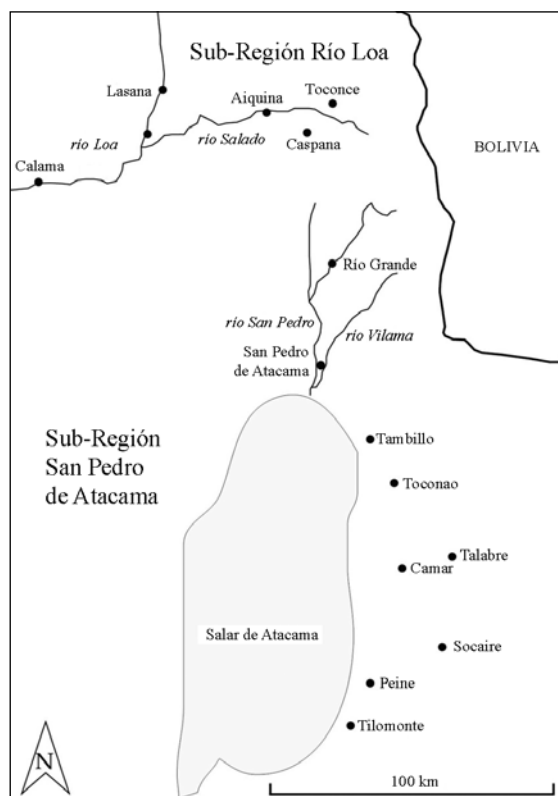 Sub-Región Río Loa
Lasana
Toconce
Aiquina
río Loa
río Salado
Caspana
Calama
BOLIVIA
Río Grande
río San Pedro
río Vilama
San Pedro
de Atacama
Sub-Región
San Pedro
de Atacama
Tambillo
Toconao
Talabre
Camar
Salar de Atacama
Socaire
Peine
Tilomonte
N
100 km